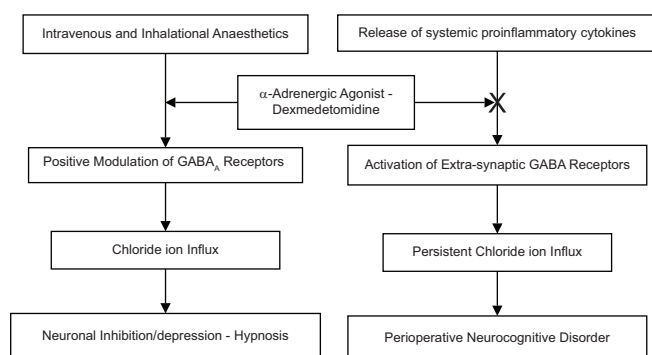 Intravenous and Inhalational Anaesthetics
Release of systemic proinflammatory cytokines
α-Adrenergic Agonist -
Dexmedetomidine
X
Positive Modulation of GABA_A Receptors
Activation of Extra-synaptic GABA Receptors
Chloride ion Influx
Persistent Chloride ion Influx
Neuronal Inhibition/depression - Hypnosis
Perioperative Neurocognitive Disorder